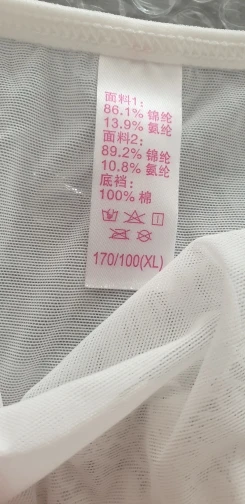 面料1：
86.1% 锦纶
13.9% 氨纶
面料2：
89.2% 锦纶
10.8% 氨纶
底裆：
100% 棉
170/100(XL)